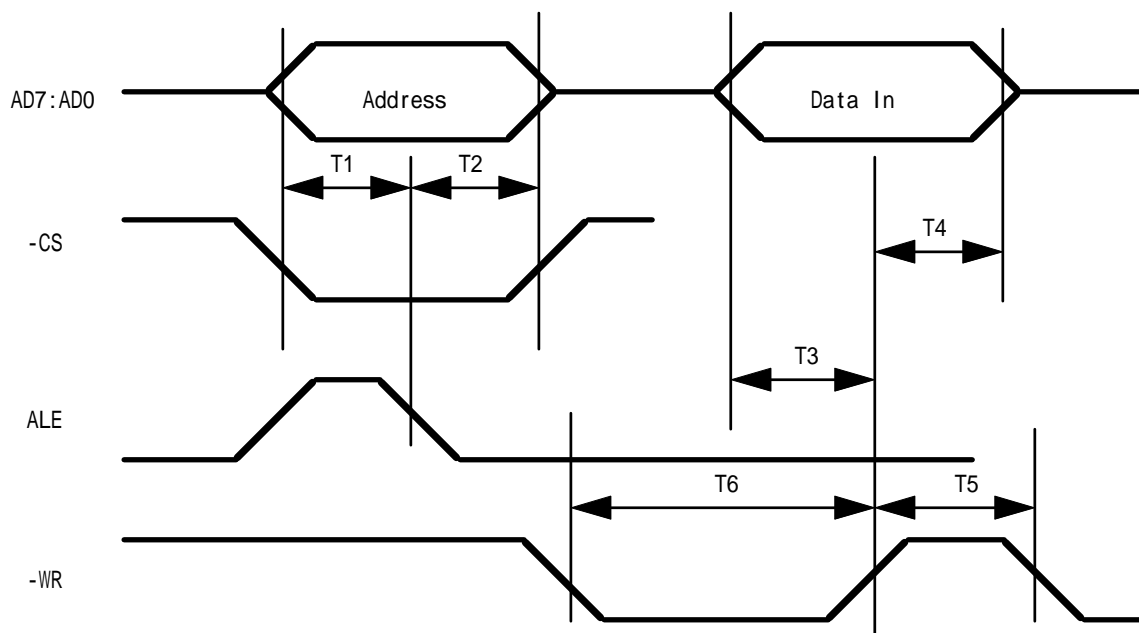 AD7:AD0
Address
Data In
T1
T2
-CS
T4
T3
ALE
T6
T5
-WR